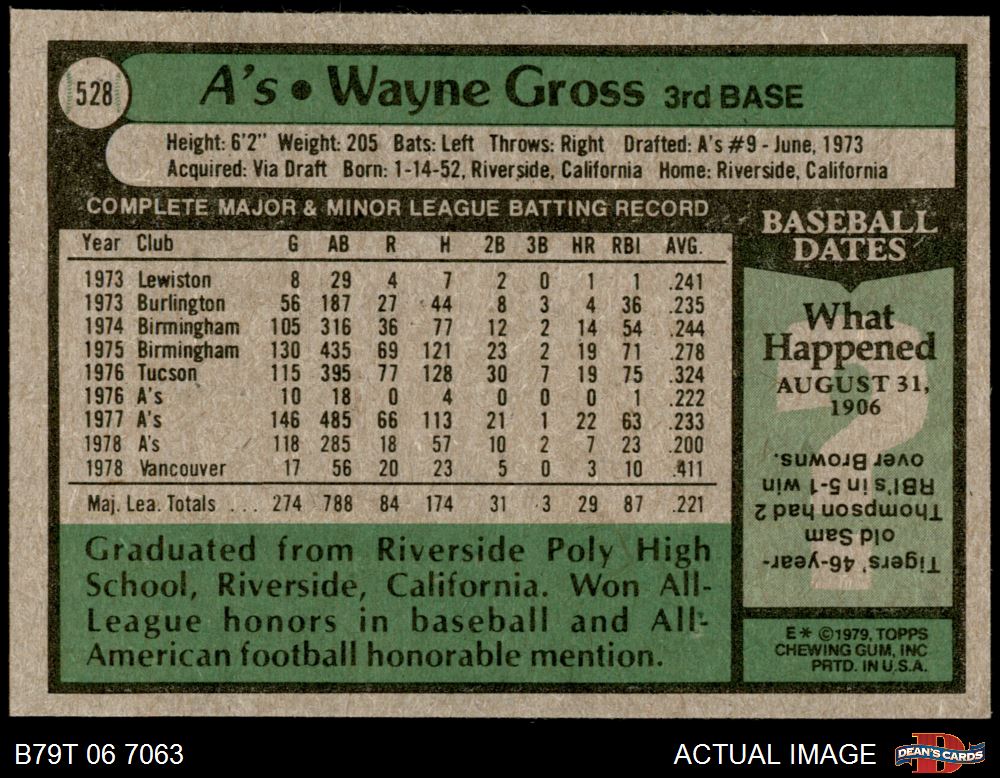 528
A's • Wayne Gross 3rd BASE
Height: 6'2" Weight: 205 Bats: Left Throws: Right Drafted: A's #9 - June, 1973
Acquired: Via Draft Born: 1-14-52, Riverside, California Home: Riverside, California
COMPLETE MAJOR & MINOR LEAGUE BATTING RECORD
Year Club G AB R H 2B 3B HR RBI AVG.
1973 Lewiston 8 29 4 7 2 0 1 1 .241
1973 Burlington 56 187 27 44 8 3 4 36 .235
1974 Birmingham 105 316 36 77 12 2 14 54 .244
1975 Birmingham 130 435 69 121 23 2 19 71 .278
1976 Tucson 115 395 77 128 30 7 19 75 .324
1976 A's 10 18 0 4 0 0 0 1 .222
1977 A's 146 485 66 113 21 1 22 63 .233
1978 A's 118 285 18 57 10 2 7 23 .200
1978 Vancouver 17 56 20 23 5 0 3 10 .411
Maj. Lea. Totals ... 274 788 84 174 31 3 29 87 .221
Graduated from Riverside Poly High
School, Riverside, California. Won All-
League honors in baseball and All-
American football honorable mention.
BASEBALL
DATES
What
Happened
AUGUST 31,
1906
Tigers' 46-year-
old Sam
Thompson had 2
RBI's in 5-1 win
over Browns.
E* ©1979, TOPPS
CHEWING GUM, INC
PRTD. IN U.S.A.
B79T 06 7063
ACTUAL IMAGE
DEAN'S CARDS